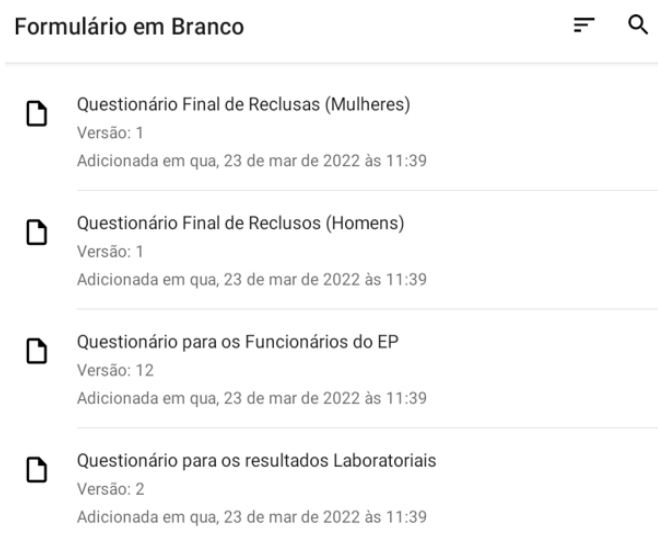 Formulário em Branco
Questionário Final de Reclusas (Mulheres)
Versão: 1
Adicionada em qua, 23 de mar de 2022 às 11:39
Questionário Final de Reclusos (Homens)
Versão: 1
Adicionada em qua, 23 de mar de 2022 às 11:39
Questionário para os Funcionários do EP
Versão: 12
Adicionada em qua, 23 de mar de 2022 às 11:39
Questionário para os resultados Laboratoriais
Versão: 2
Adicionada em qua, 23 de mar de 2022 às 11:39